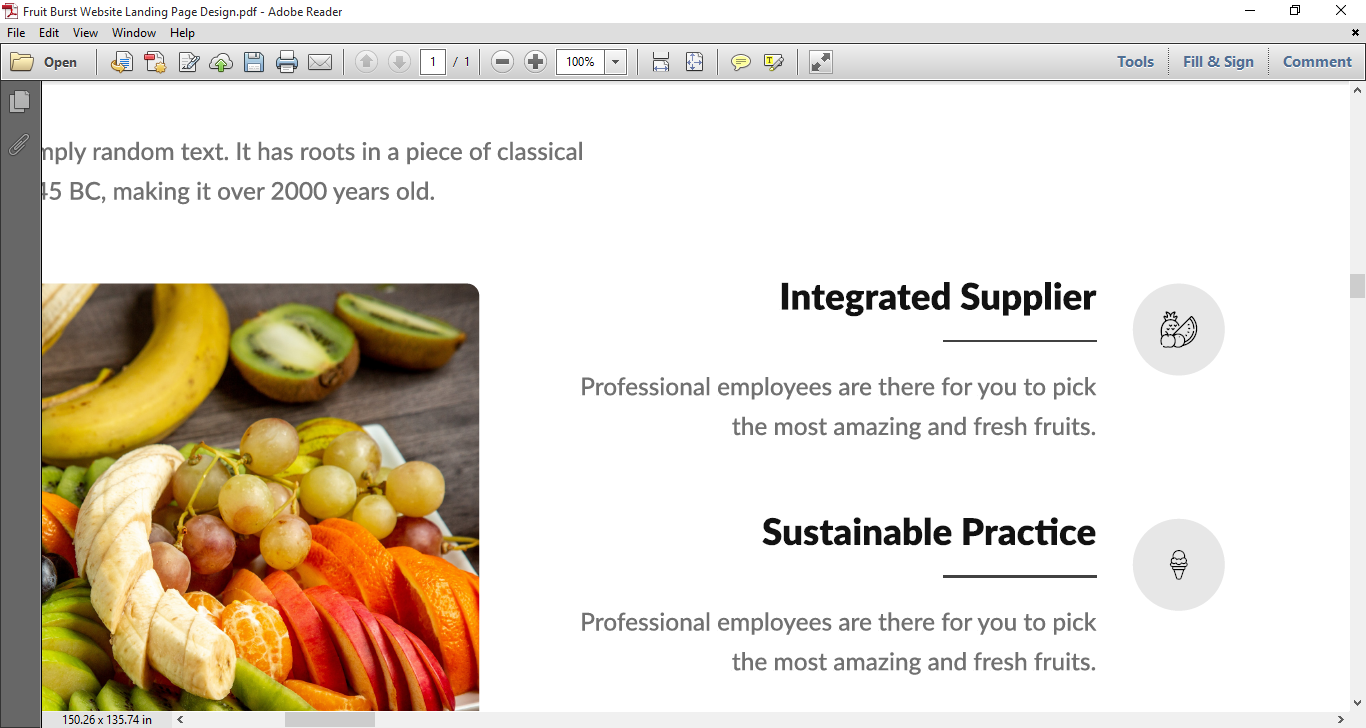 Fruit Burst Website Landing Page Design.pdf - Adobe Reader
File Edit View Window Help
Open 1 / 1 100% Tools Fill & Sign Comment
random text. It has roots in a piece of classical
BC, making it over 2000 years old.
Integrated Supplier
Professional employees are there for you to pick
the most amazing and fresh fruits.
Sustainable Practice
Professional employees are there for you to pick
the most amazing and fresh fruits.
150.26 x 135.74 in